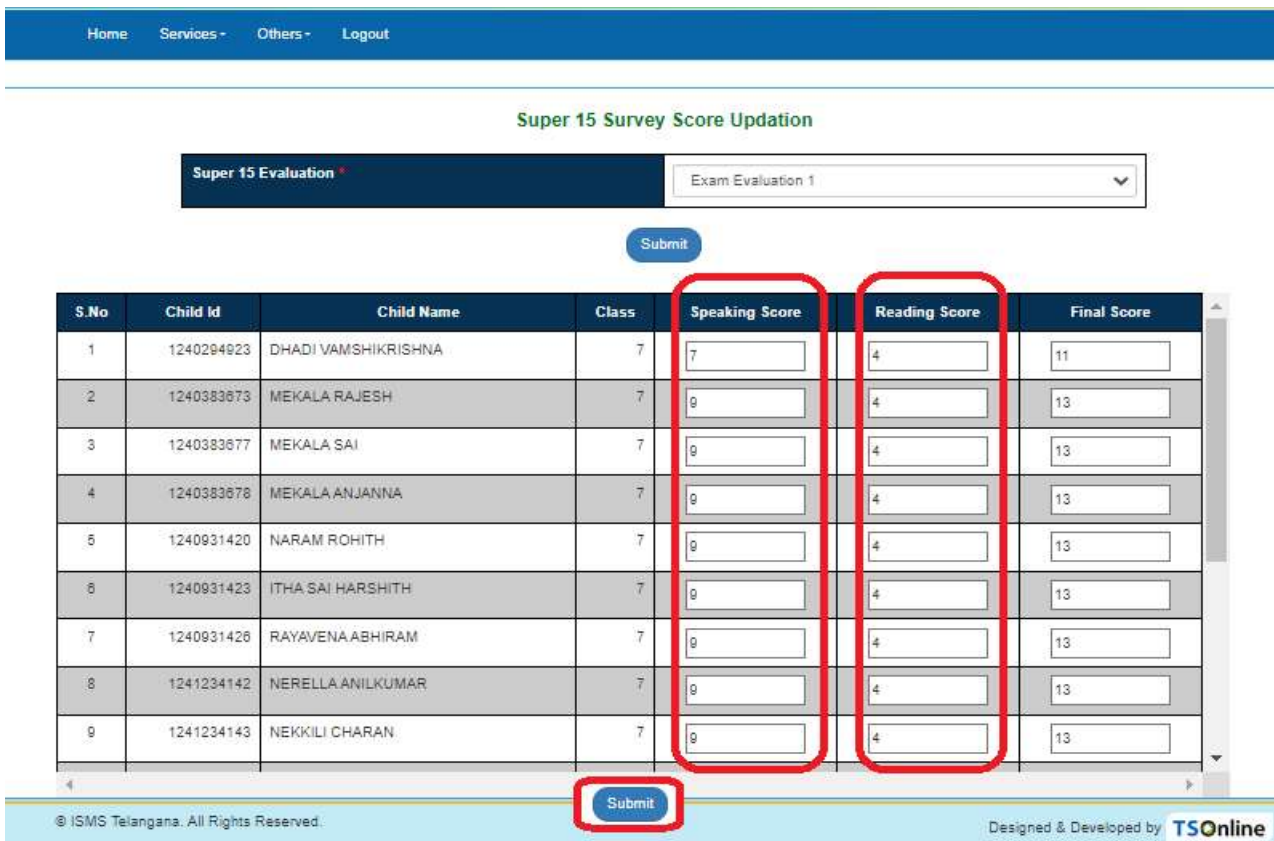 Home Services Others Logout
Super 15 Survey Score Updation
Super 15 Evaluation * Exam Evaluation 1
Submit
S.No Child Id Child Name Class Speaking Score Reading Score Final Score
1 1240294923 DHADI VAMSHIKRISHNA 7 7 4 11
2 1240383673 MEKALA RAJESH 7 9 4 13
3 1240383677 MEKALA SAI 7 9 4 13
4 1240383678 MEKALA ANJANNA 7 9 4 13
5 1240931420 NARAM ROHITH 7 9 4 13
6 1240931423 ITHA SAI HARSHITH 7 9 4 13
7 1240931426 RAYAVENA ABHIRAM 7 9 4 13
8 1241234142 NERELLA ANILKUMAR 7 9 4 13
9 1241234143 NEKKILI CHARAN 7 9 4 13
Submit
© ISMS Telangana. All Rights Reserved. Designed & Developed by TSOnline